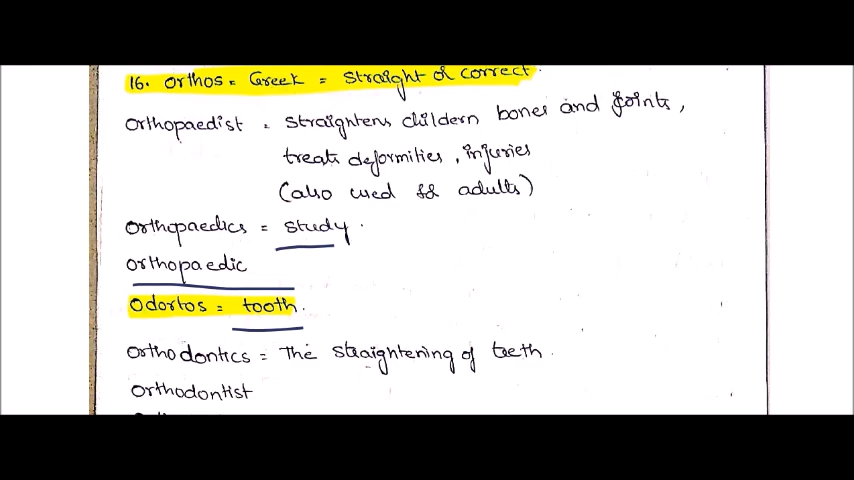 16. Orthos = Greek = Straight or correct.
Orthopaedist = straightens childern bones and joints,
treats deformities, injuries
(also used for adults)
Orthopaedics = study.
Orthopaedic
Odortos = tooth.
Orthodontics = The straightening of teeth.
Orthodontist